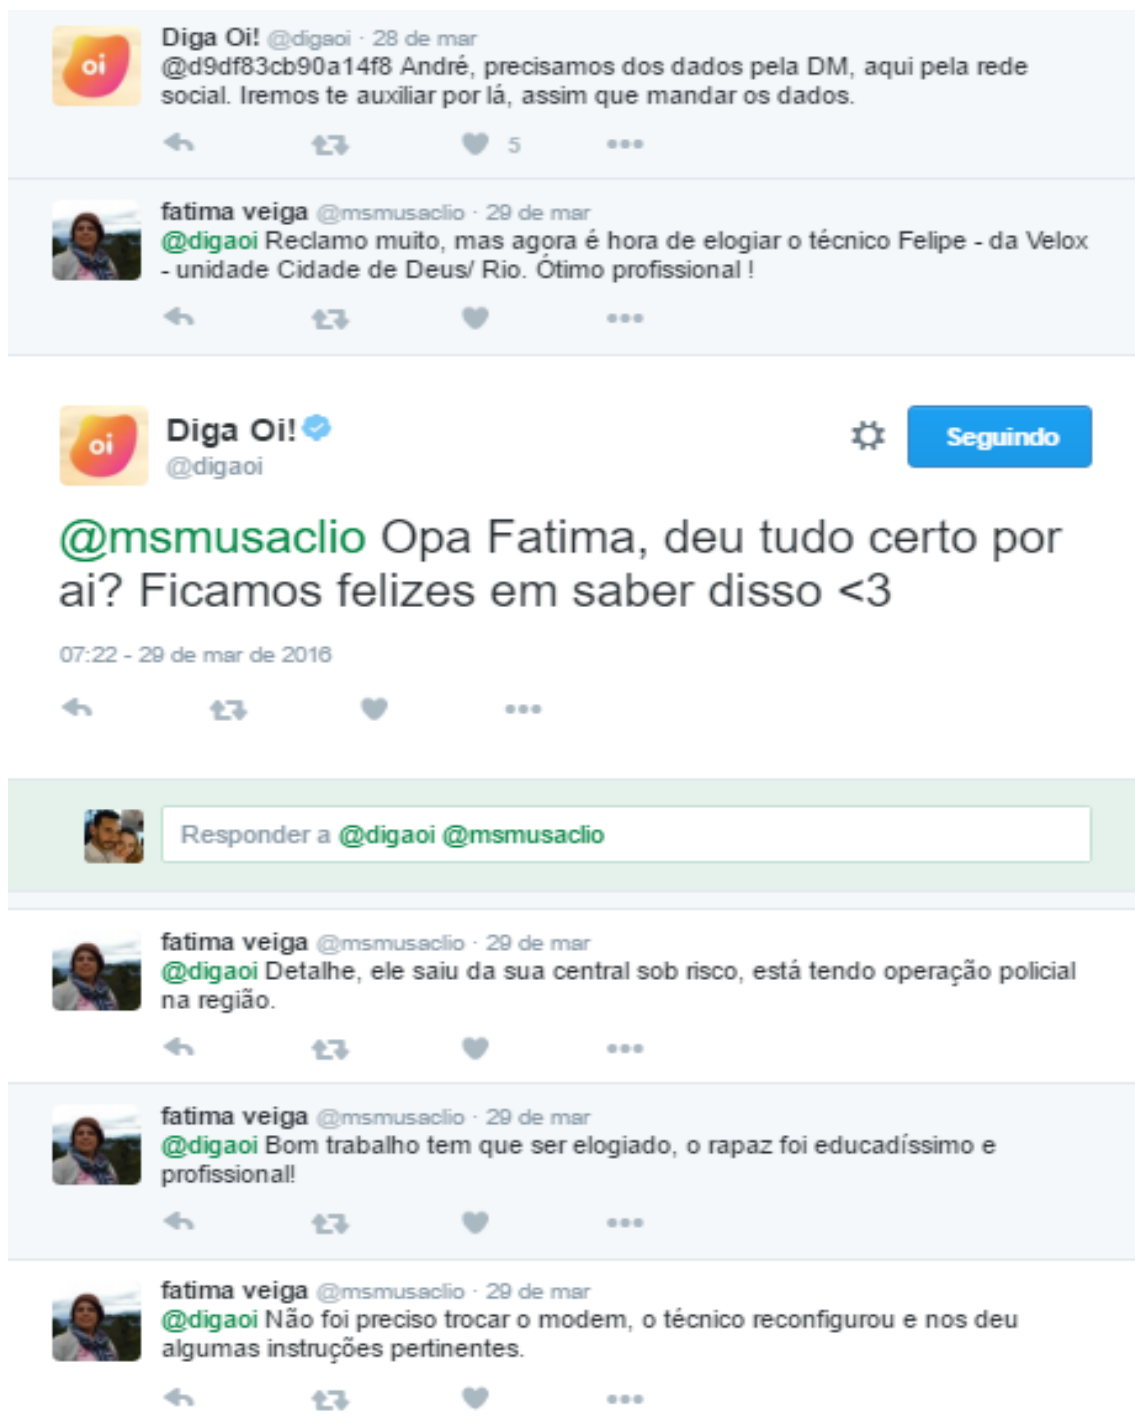 oi
Diga Oi! @digaoi · 28 de mar
@d9df83cb90a14f8 André, precisamos dos dados pela DM, aqui pela rede
social. Iremos te auxiliar por lá, assim que mandar os dados.
5
fatima veiga @msmusaclio · 29 de mar
@digaoi Reclamo muito, mas agora é hora de elogiar o técnico Felipe - da Velox
- unidade Cidade de Deus/ Rio. Ótimo profissional !
oi
Diga Oi!
@digaoi
Seguindo
@msmusaclio Opa Fatima, deu tudo certo por
ai? Ficamos felizes em saber disso <3
07:22 - 29 de mar de 2016
Responder a @digaoi @msmusaclio
fatima veiga @msmusaclio · 29 de mar
@digaoi Detalhe, ele saiu da sua central sob risco, está tendo operação policial
na região.
fatima veiga @msmusaclio · 29 de mar
@digaoi Bom trabalho tem que ser elogiado, o rapaz foi educadíssimo e
profissional!
fatima veiga @msmusaclio · 29 de mar
@digaoi Não foi preciso trocar o modem, o técnico reconfigurou e nos deu
algumas instruções pertinentes.